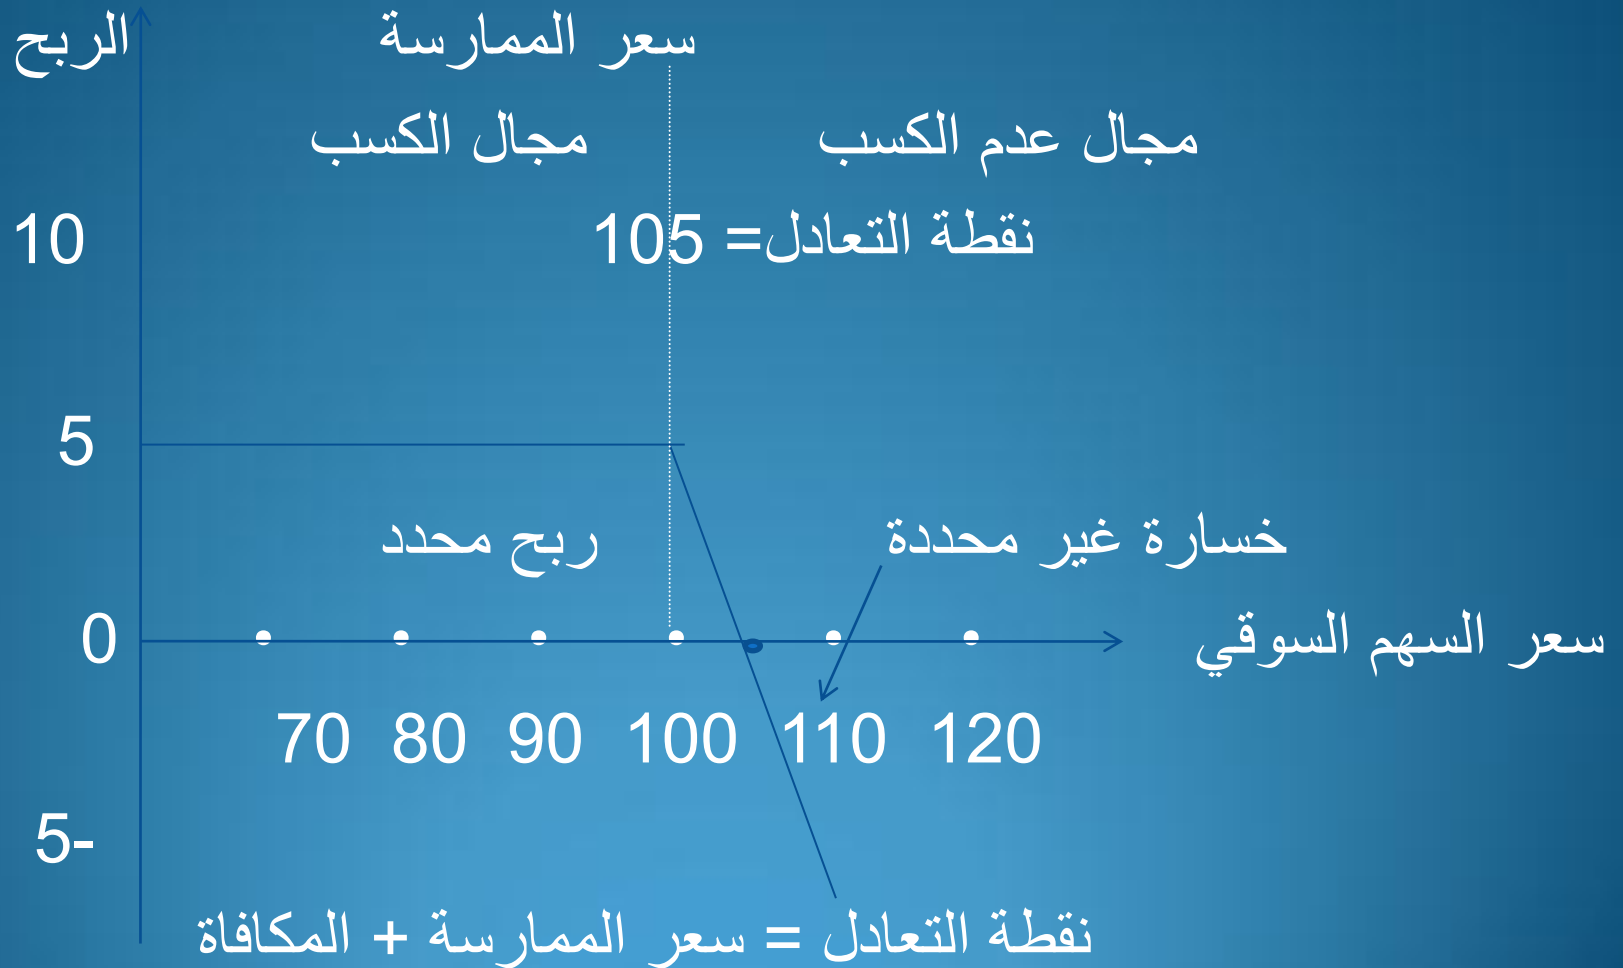 الربح
سعر الممارسة
مجال عدم الكسب
مجال الكسب
10
نقطة التعادل= 105
5
خسارة غير محددة
ربح محدد
0
سعر السهم السوقي
70 80 90 100 110 120
5-
نقطة التعادل = سعر الممارسة + المكافاة